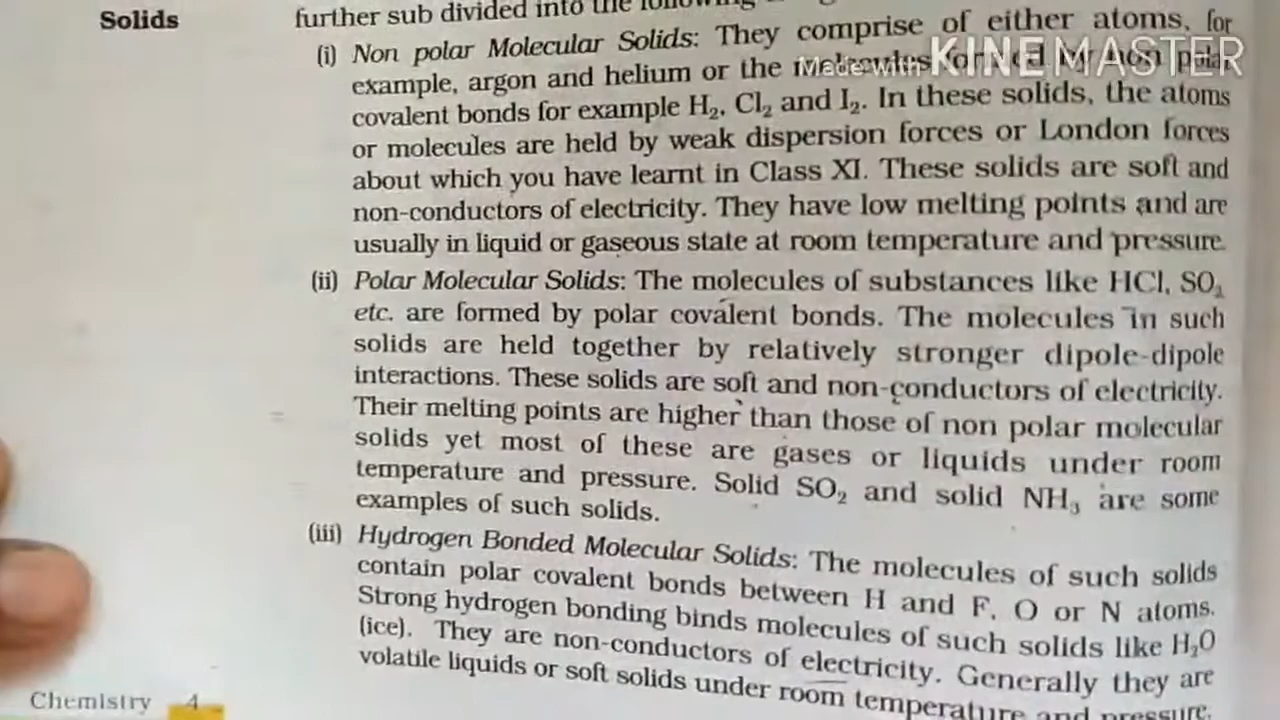 Solids
further sub divided into the
(i) Non polar Molecular Solids: They comprise of either atoms, for
example, argon and helium or the molecules formed by non polar
covalent bonds for example H₂, Cl₂ and I₂. In these solids, the atoms
or molecules are held by weak dispersion forces or London forces
about which you have learnt in Class XI. These solids are soft and
non-conductors of electricity. They have low melting points and are
usually in liquid or gaseous state at room temperature and pressure.
(ii) Polar Molecular Solids: The molecules of substances like HCl, SO₂
etc. are formed by polar covalent bonds. The molecules in such
solids are held together by relatively stronger dipole-dipole
interactions. These solids are soft and non-conductors of electricity.
Their melting points are higher than those of non polar molecular
solids yet most of these are gases or liquids under room
temperature and pressure. Solid SO₂ and solid NH₃ are some
examples of such solids.
(iii) Hydrogen Bonded Molecular Solids: The molecules of such solids
contain polar covalent bonds between H and F, O or N atoms.
Strong hydrogen bonding binds molecules of such solids like H₂O
(ice). They are non-conductors of electricity. Generally they are
volatile liquids or soft solids under room temperature and pressure.
Chemistry 4
Made with KINEMASTER